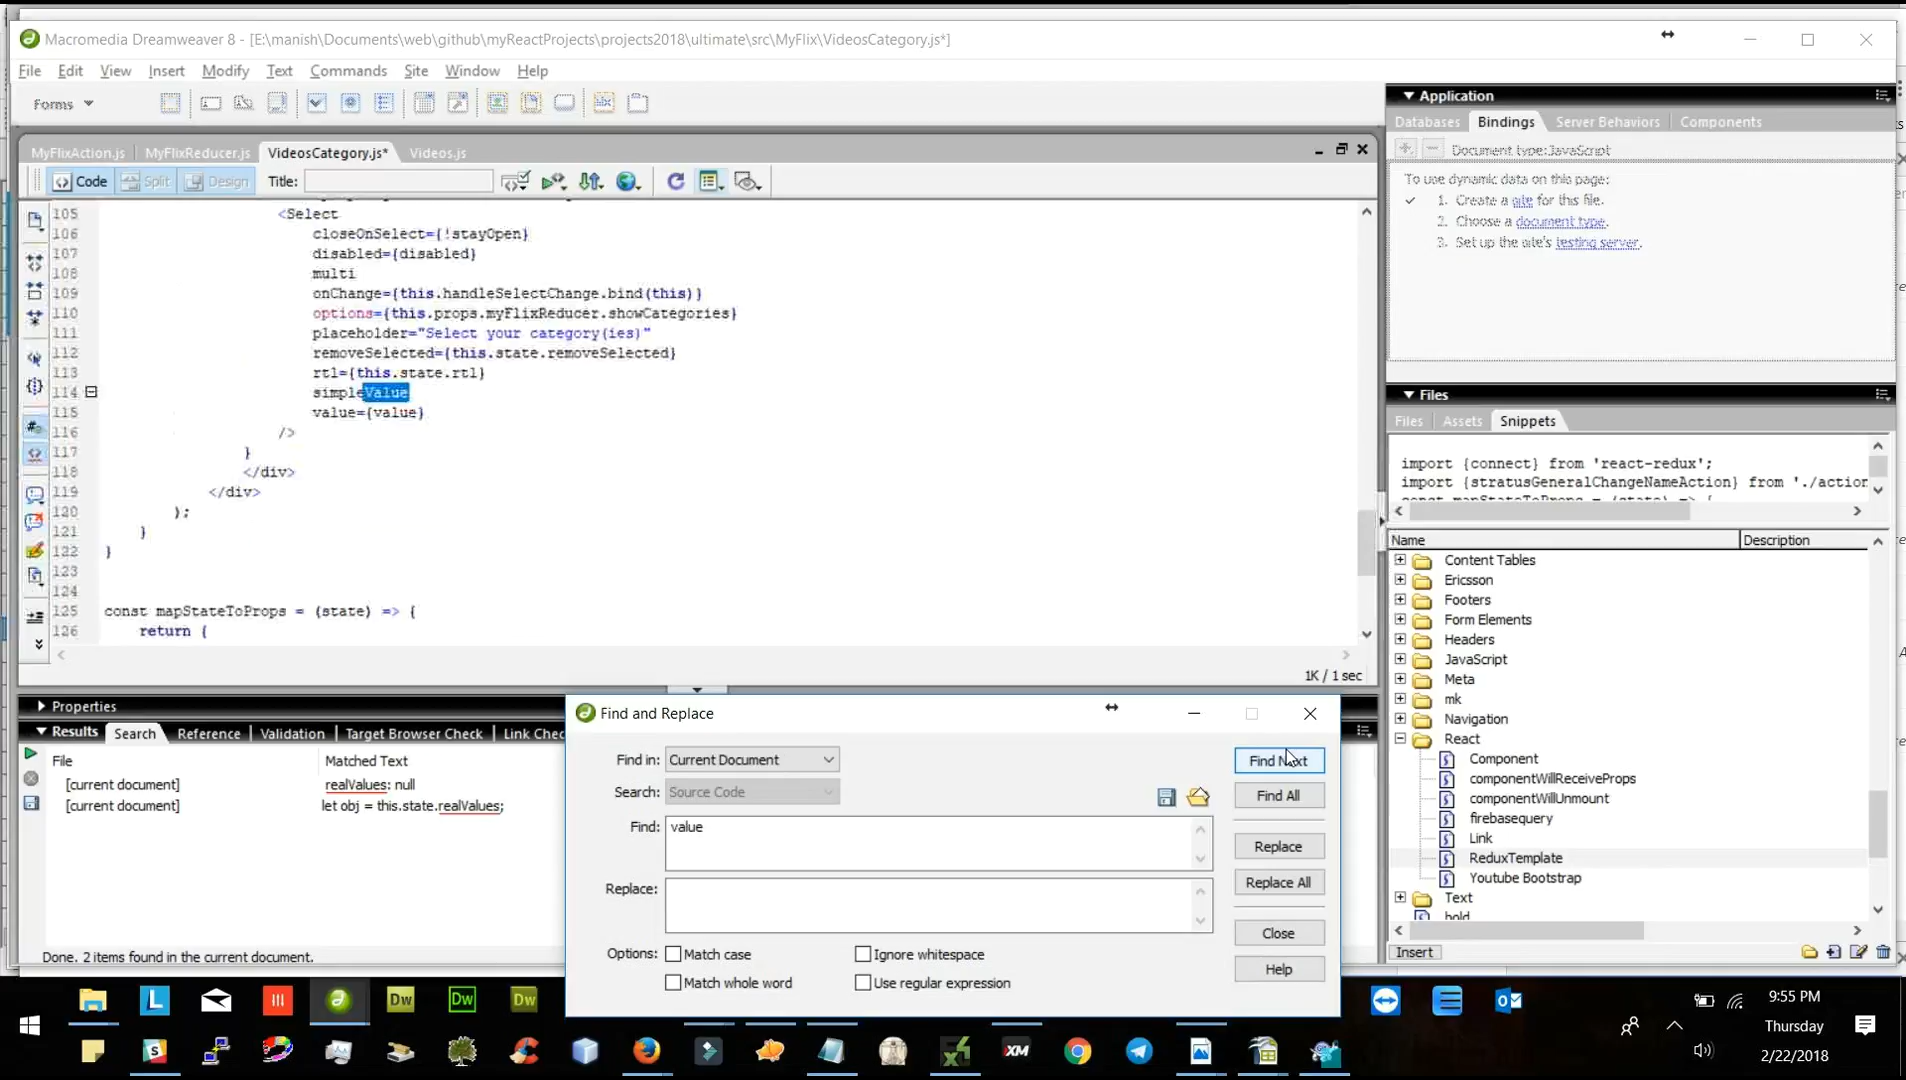 Macromedia Dreamweaver 8 - [E:\manish\Documents\web\github\myReactProjects\projects2018\ultimate\src\MyFlix\VideosCategory.js*]
File Edit View Insert Modify Text Commands Site Window Help
Forms
MyFlixAction.js MyFlixReducer.js VideosCategory.js* Videos.js
Code Split Design Title:
105 <Select
106 closeOnSelect={!stayOpen}
107 disabled={disabled}
108 multi
109 onChange={this.handleSelectChange.bind(this)}
110 options={this.props.myFlixReducer.showCategories}
111 placeholder="Select your category(ies)"
112 removeSelected={this.state.removeSelected}
113 rtl={this.state.rtl}
114 simpleValue
115 value={value}
116 />
117 }
118 </div>
119 </div>
120 );
121 }
122 }
123
124
125 const mapStateToProps = (state) => {
126 return {
1K / 1 sec
Properties
Results Search Reference Validation Target Browser Check Link Chec
File Matched Text
[current document] realValues: null
[current document] let obj = this.state.realValues;
Done. 2 items found in the current document.
Find and Replace
Find in: Current Document
Search: Source Code
Find: value
Replace:
Options: Match case Ignore whitespace
Match whole word Use regular expression
Find Next
Find All
Replace
Replace All
Close
Help
Application
Databases Bindings Server Behaviors Components
Document type:JavaScript
To use dynamic data on this page:
1. Create a site for this file.
2. Choose a document type.
3. Set up the site's testing server.
Files
Files Assets Snippets
import {connect} from 'react-redux';
import {stratusGeneralChangeNameAction} from './action
const mapStateToProps = (state) => {
Name Description
Content Tables
Ericsson
Footers
Form Elements
Headers
JavaScript
Meta
mk
Navigation
React
Component
componentWillReceiveProps
componentWillUnmount
firebasequery
Link
ReduxTemplate
Youtube Bootstrap
Text
bold
Insert
L Dw Dw Dw
XM
9:55 PM
Thursday
2/22/2018